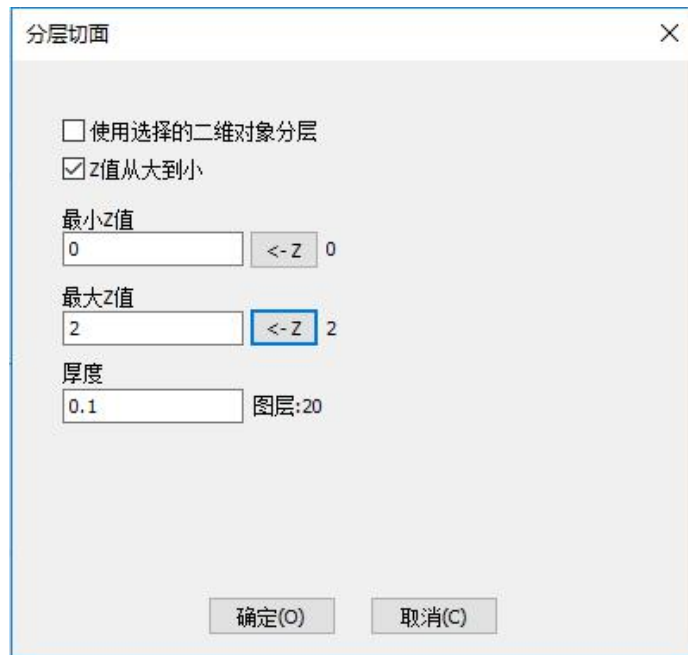 分层切面
使用选择的二维对象分层
Z值从大到小
最小Z值
0 <-Z 0
最大Z值
2 <-Z 2
厚度
0.1 图层:20
确定(O) 取消(C)